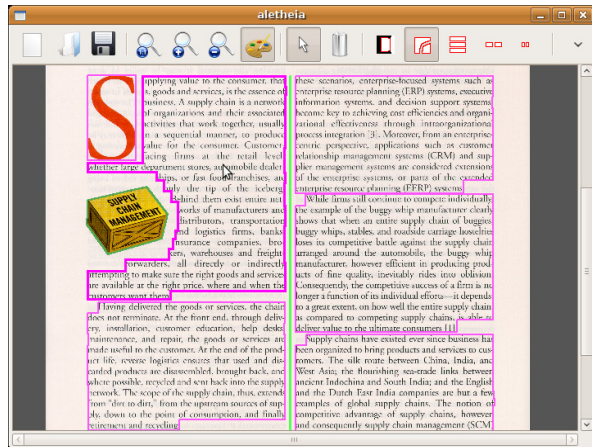 aletheia
S
upplying value to the consumer, that
is, goods and services, is the essence of
business. A supply chain is a network
of organizations and their associated
activities that work together, usually
in a sequential manner, to produce
value for the consumer. Customer
facing firms at the retail level
whether large department stores, automobile dealer
ships, or fast food franchises, are
only the tip of the iceberg
Behind them exist entire net
works of manufacturers and
distributors, transportation
and logistics firms, banks
insurance companies, bro
kers, warehouses and freight
forwarders, all directly or indirectly
attempting to make sure the right goods and services
are available at the right price, where and when the
customers want them
SUPPLY
CHAIN
MANAGEMENT
Having delivered the goods or services, the chain
does not terminate. At the front end, through deliv-
ery, installation, customer education, help desks
maintenance, and repair, the goods or services are
made useful to the customer. At the end of the prod-
uct life, reverse logistics ensures that used and dis-
carded products are disassembled, brought back, and
where possible, recycled and sent back into the supply
network. The scope of the supply chain, thus, extends
from "dirt to dirt," from the upstream sources of sup-
ply, down to the point of consumption, and finally
retirement and recycling
these scenarios, enterprise-focused systems such as
enterprise resource planning (ERP) systems, executive
information systems, and decision support systems
become key to achieving cost efficiencies and organi-
zational effectiveness through intraorganizational
process integration [3]. Moreover, from an enterprise-
centric perspective, applications such as customer
relationship management systems (CRM) and sup-
plier management systems are considered extensions
of the enterprise systems, or parts of the extended
enterprise resource planning (EERP) systems
While firms still continue to compete individually,
the example of the buggy whip manufacturer clearly
shows that when an entire supply chain of buggies
buggy whips, stables, and roadside carriage hostelries
loses its competitive battle against the supply chain
arranged around the automobile, the buggy whip
manufacturer, however efficient in producing prod-
ucts of fine quality, inevitably rides into oblivion
Consequently, the competitive success of a firm is no
longer a function of its individual efforts—it depends
to a great extent, on how well the entire supply chain
as compared to competing supply chains, is able to
deliver value to the ultimate consumers [1]
Supply chains have existed ever since business has
been organized to bring products and services to cus-
tomers. The silk route between China, India, and
West Asia; the flourishing sea-trade links between
ancient Indochina and South India; and the English
and the Dutch East India companies are but a few
examples of global supply chains. The notion of
competitive advantage of supply chains, however
and consequently supply chain management (SCM)